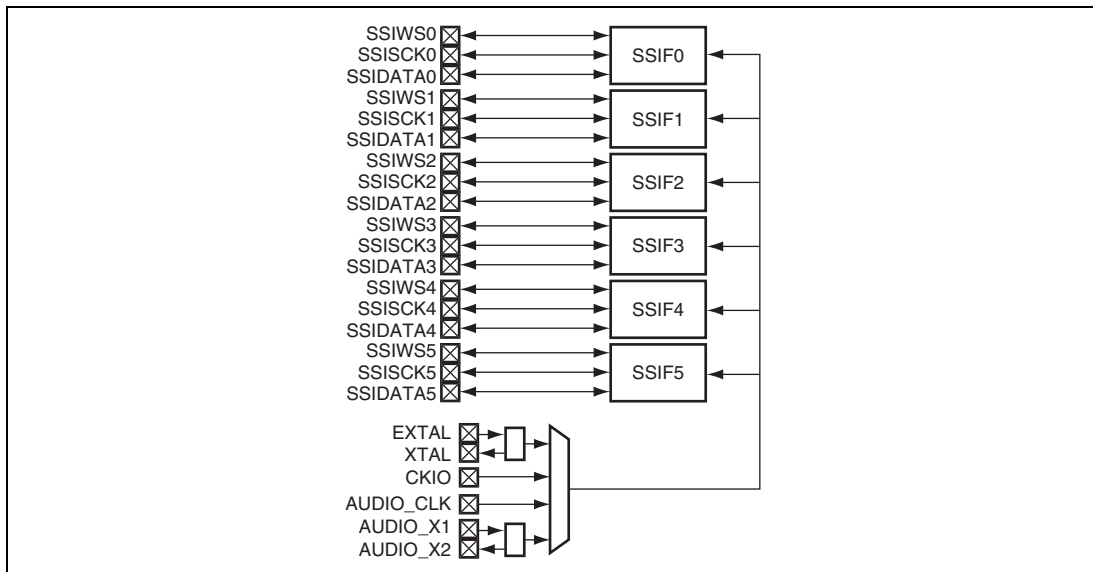 SSIWS0
SSISCK0
SSIDATA0
SSIF0
SSIWS1
SSISCK1
SSIDATA1
SSIF1
SSIWS2
SSISCK2
SSIDATA2
SSIF2
SSIWS3
SSISCK3
SSIDATA3
SSIF3
SSIWS4
SSISCK4
SSIDATA4
SSIF4
SSIWS5
SSISCK5
SSIDATA5
SSIF5
EXTAL
XTAL
CKIO
AUDIO_CLK
AUDIO_X1
AUDIO_X2